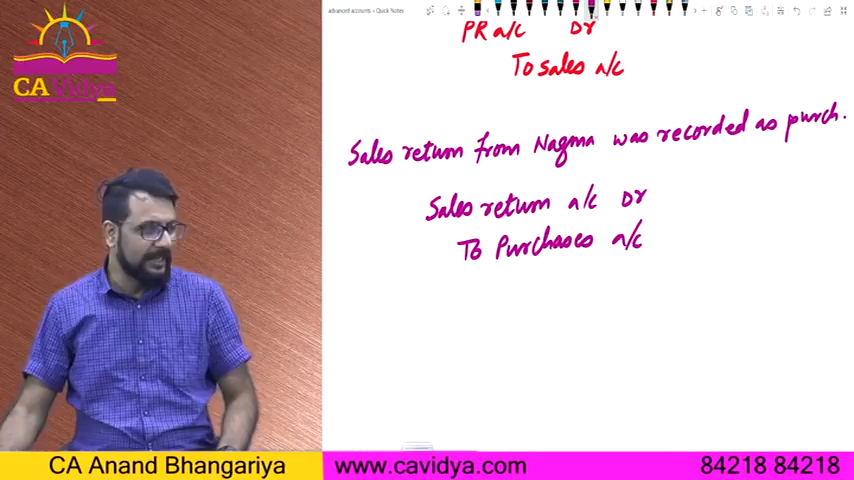 CA Vidya
advanced accounts - Quick Notes
PR a/c Dr
To sales a/c
Sales return from Nagma was recorded as purch.
Sales return a/c Dr
To Purchases a/c
CA Anand Bhangariya www.cavidya.com 84218 84218